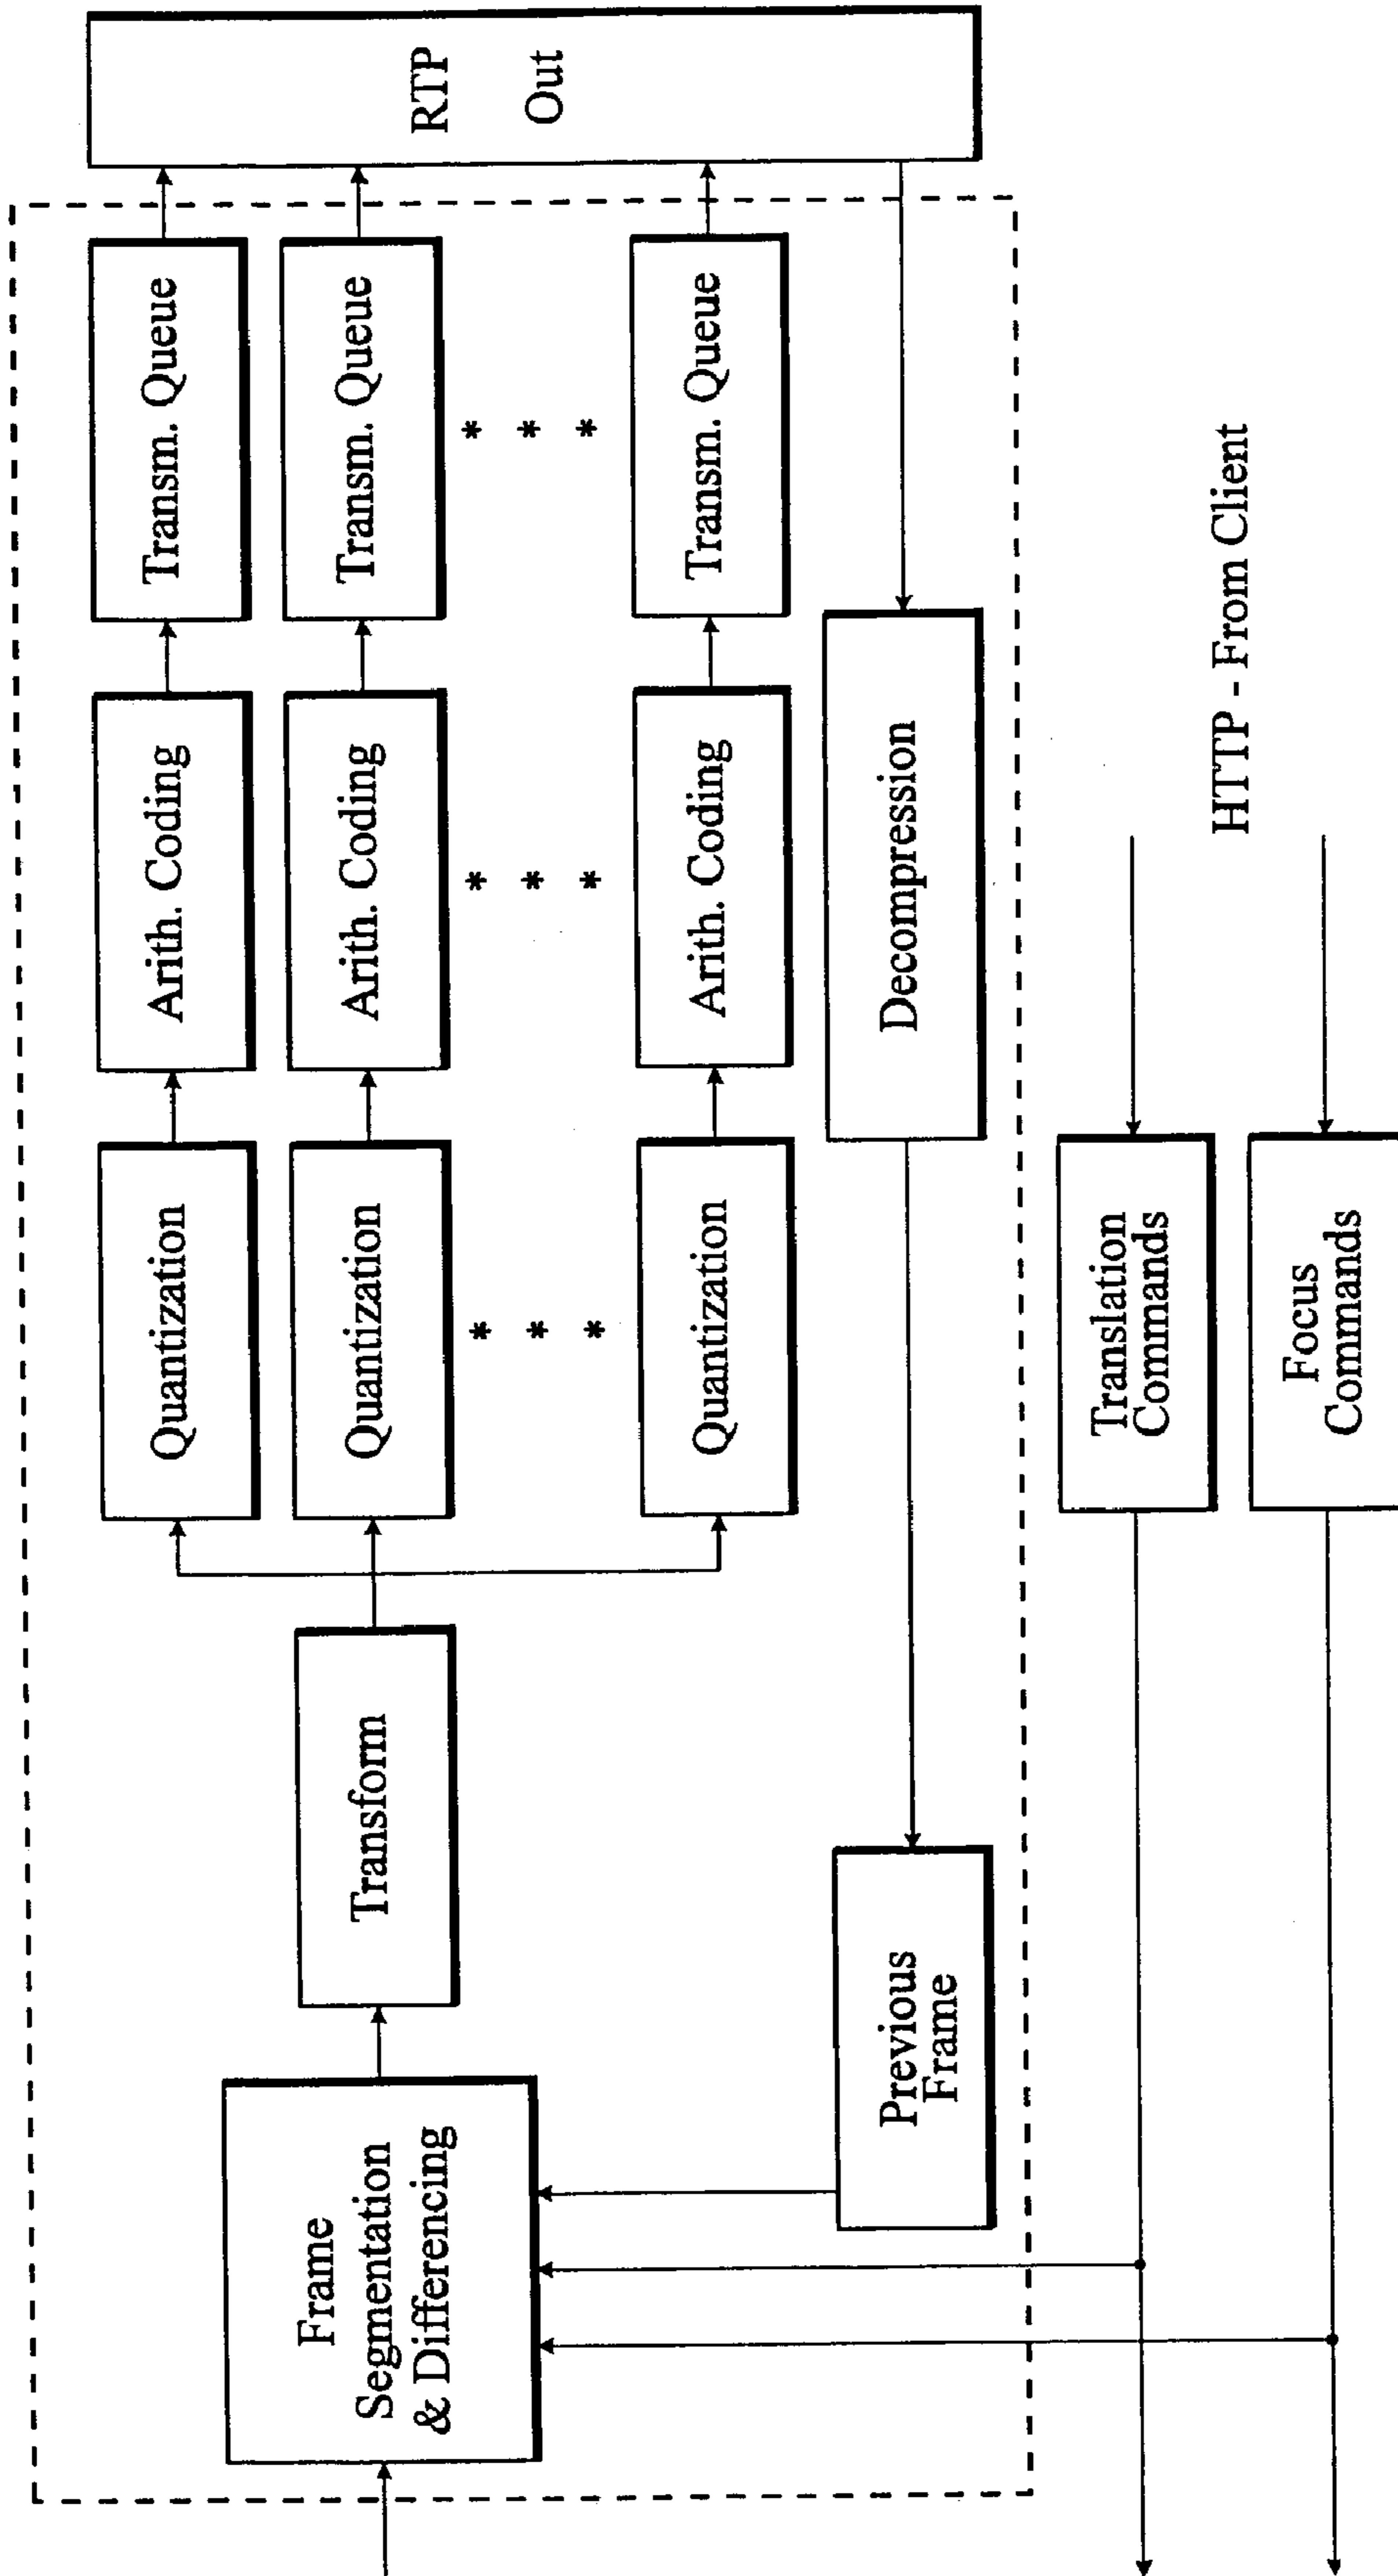 Frame
Segmentation
& Differencing
Transform
Quantization
Arith. Coding
Transm. Queue
Quantization
Arith. Coding
Transm. Queue
* * *
* * *
* * *
Quantization
Arith. Coding
Transm. Queue
RTP
Out
Previous
Frame
Decompression
Translation
Commands
Focus
Commands
HTTP - From Client